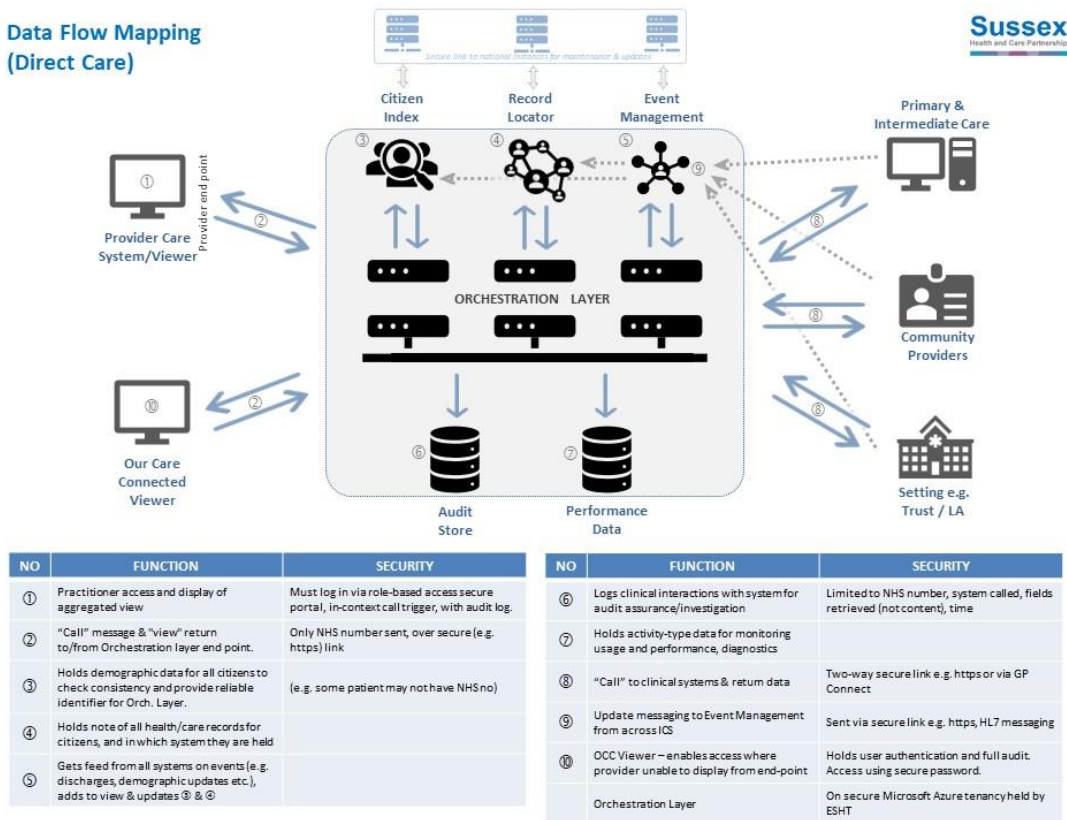 Data Flow Mapping
(Direct Care)
Sussex
Health and Care Partnership
Secure link to national instances for maintenance & updates
Citizen
Index
Record
Locator
Event
Management
Primary &
Intermediate Care
③
④
⑤
⑨
①
Provider end point
②
Provider Care
System/Viewer
⑧
ORCHESTRATION LAYER
⑧
Community
Providers
⑩
②
Our Care
Connected
Viewer
⑧
⑥
⑦
Setting e.g.
Trust / LA
Audit
Store
Performance
Data
NO FUNCTION SECURITY
① Practitioner access and display of
aggregated view
Must log in via role-based access secure
portal, in-context call trigger, with audit log.
② "Call" message & "view" return
to/from Orchestration layer end point.
Only NHS number sent, over secure (e.g.
https) link
③ Holds demographic data for all citizens to
check consistency and provide reliable
identifier for Orch. Layer.
(e.g. some patient may not have NHS no)
④ Holds note of all health/care records for
citizens, and in which system they are held
⑤ Gets feed from all systems on events (e.g.
discharges, demographic updates etc.),
adds to view & updates ③ & ④
NO FUNCTION SECURITY
⑥ Logs clinical interactions with system for
audit assurance/investigation
Limited to NHS number, system called, fields
retrieved (not content), time
⑦ Holds activity-type data for monitoring
usage and performance, diagnostics
⑧ "Call" to clinical systems & return data
Two-way secure link e.g. https or via GP
Connect
⑨ Update messaging to Event Management
from across ICS
Sent via secure link e.g. https, HL7 messaging
⑩ OCC Viewer – enables access where
provider unable to display from end-point
Holds user authentication and full audit.
Access using secure password.
Orchestration Layer
On secure Microsoft Azure tenancy held by
ESHT